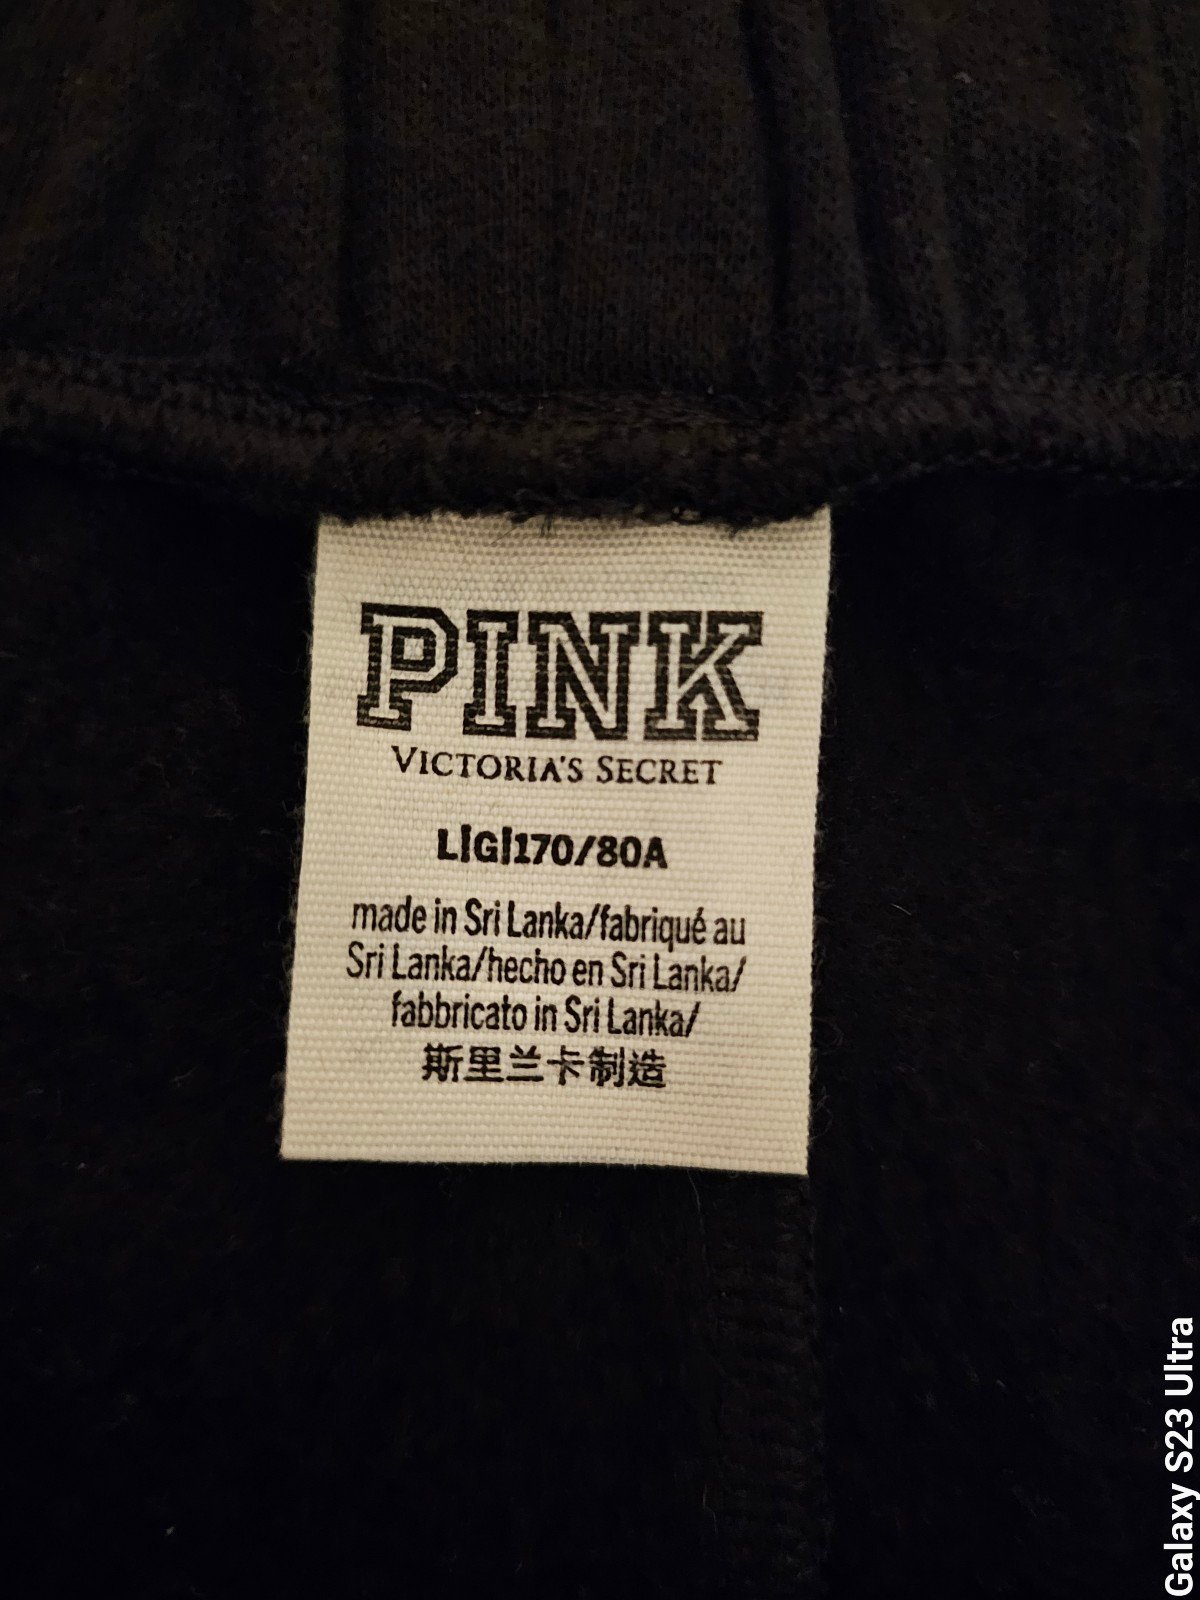 PINK
VICTORIA'S SECRET
L|G|170/80A
made in Sri Lanka/fabriqué au
Sri Lanka/hecho en Sri Lanka/
fabbricato in Sri Lanka/
斯里兰卡制造
Galaxy S23 Ultra